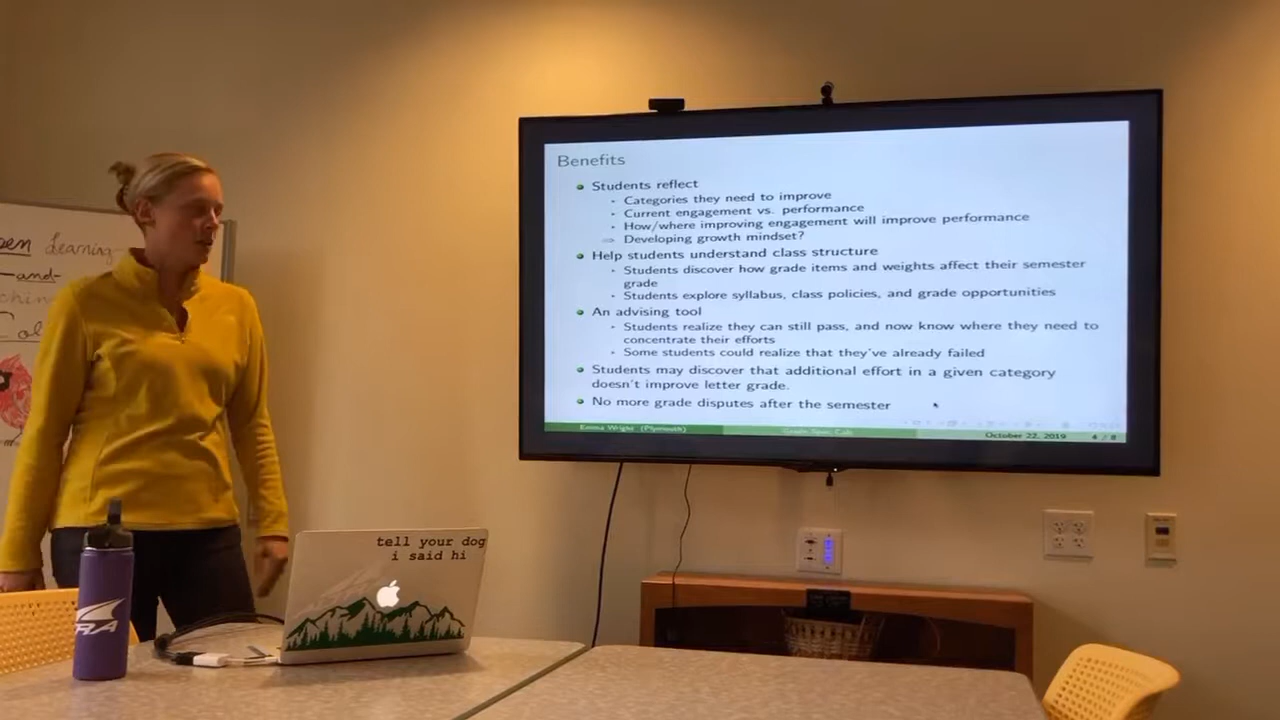 Benefits
Students reflect
Categories they need to improve
Current engagement vs. performance
How/where improving engagement will improve performance
⇒ Developing growth mindset?
Help students understand class structure
Students discover how grade items and weights affect their semester
grade
Students explore syllabus, class policies, and grade opportunities
An advising tool
Students realize they can still pass, and now know where they need to
concentrate their efforts
Some students could realize that they've already failed
Students may discover that additional effort in a given category
doesn't improve letter grade.
No more grade disputes after the semester
Emma Wright (Plymouth)
October 22, 2019
Learning
-and-
tell your dog
i said hi